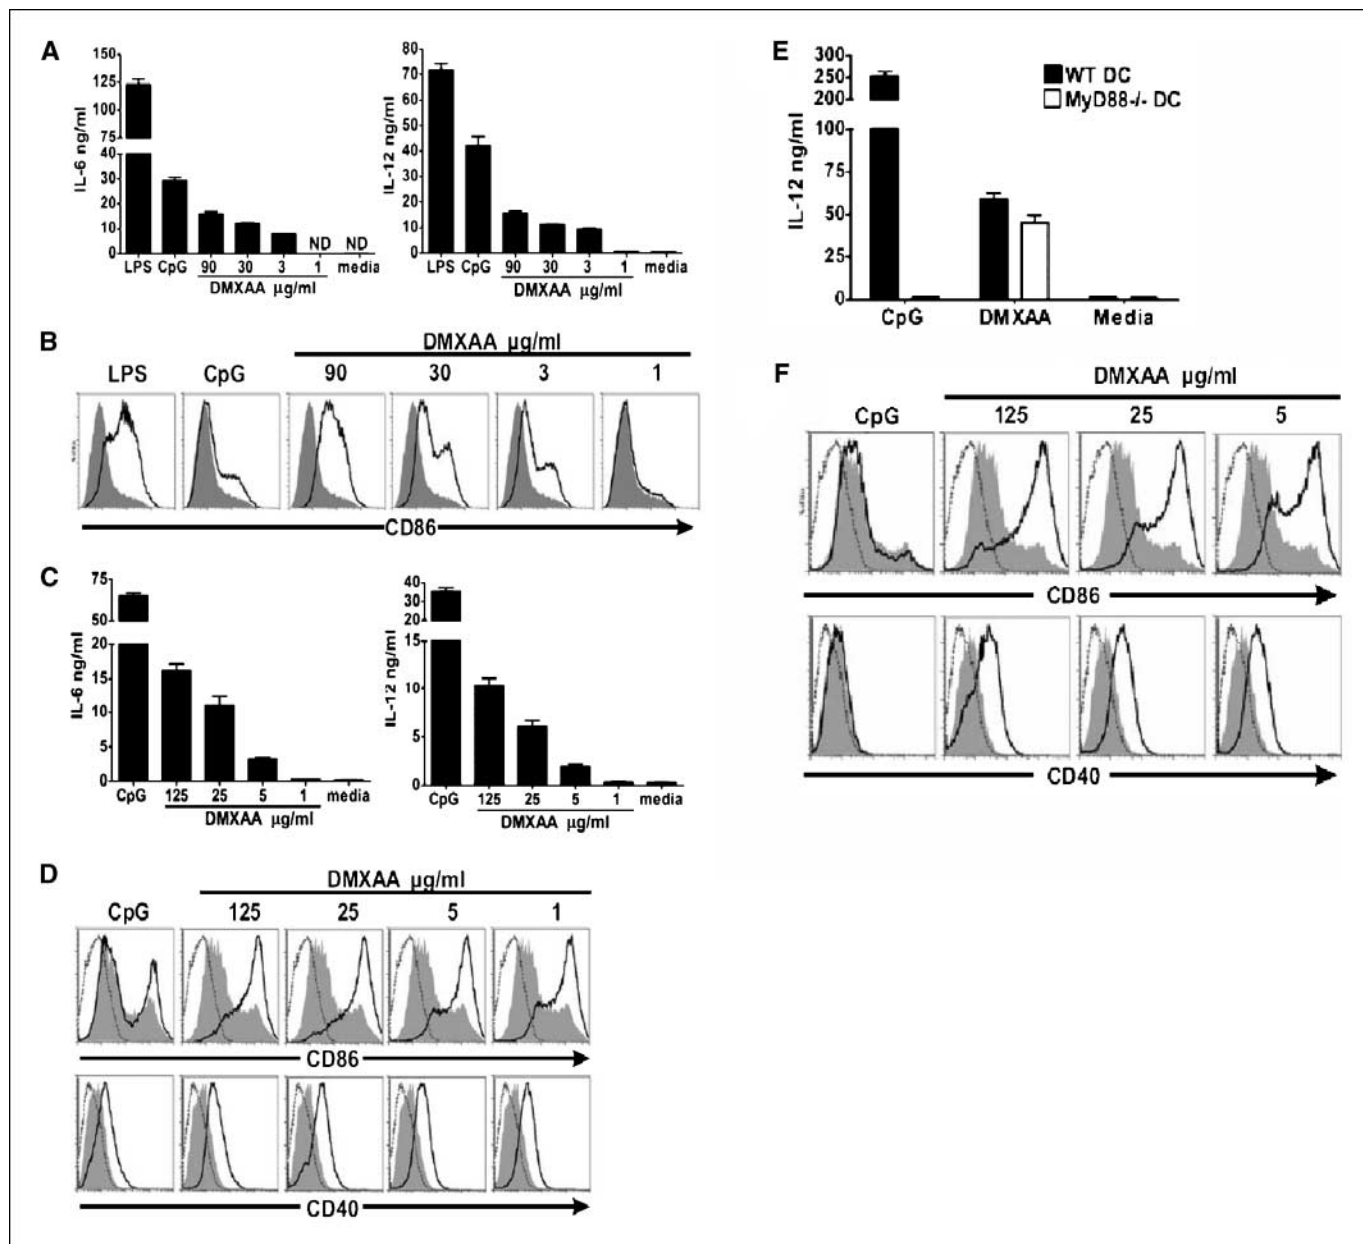 A
IL-6 ng/ml
150
125
100
75
40
30
20
10
0
ND ND
LPS CpG 90 30 3 1 media
DMXAA µg/ml
IL-12 ng/ml
80
70
60
50
40
30
20
10
0
LPS CpG 90 30 3 1 media
DMXAA µg/ml
B
DMXAA µg/ml
LPS CpG 90 30 3 1
CD86
C
IL-6 ng/ml
75
50
20
15
10
5
0
CpG 125 25 5 1 media
DMXAA µg/ml
IL-12 ng/ml
40
30
20
15
10
5
0
CpG 125 25 5 1 media
DMXAA µg/ml
D
DMXAA µg/ml
CpG 125 25 5 1
CD86
CD40
E
IL-12 ng/ml
300
250
200
100
75
50
25
0
WT DC
MyD88-/- DC
CpG DMXAA Media
F
DMXAA µg/ml
CpG 125 25 5
CD86
CD40